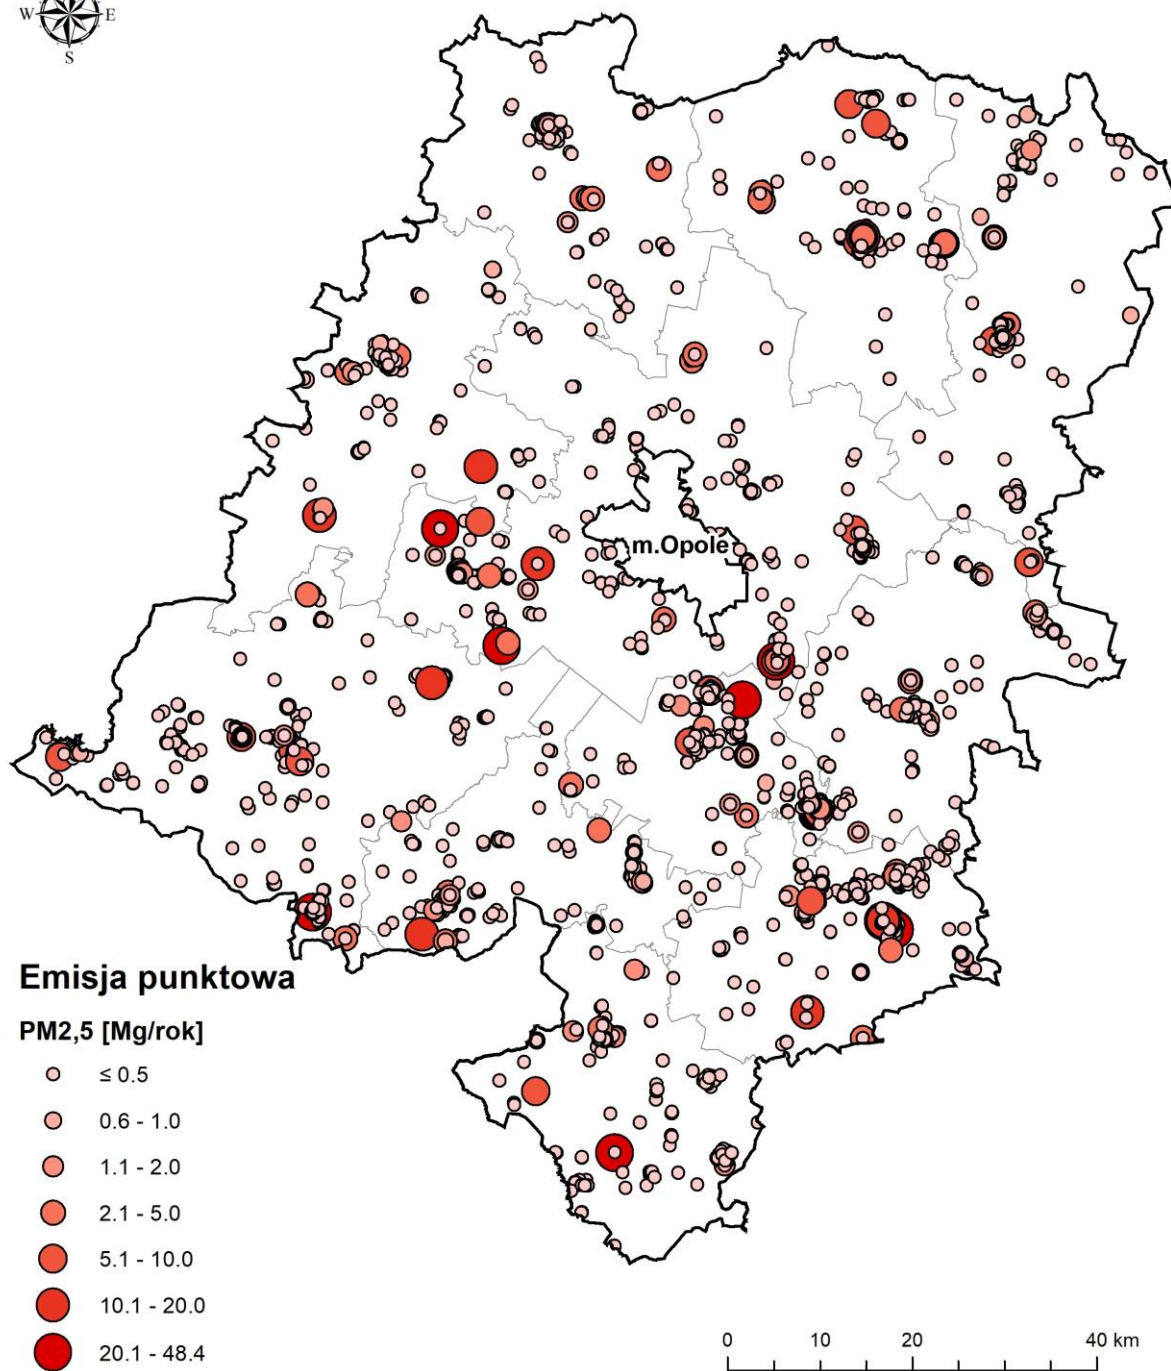 W E
S
m.Opole
Emisja punktowa
PM2,5 [Mg/rok]
≤ 0.5
0.6 - 1.0
1.1 - 2.0
2.1 - 5.0
5.1 - 10.0
10.1 - 20.0
20.1 - 48.4
0 10 20 40 km